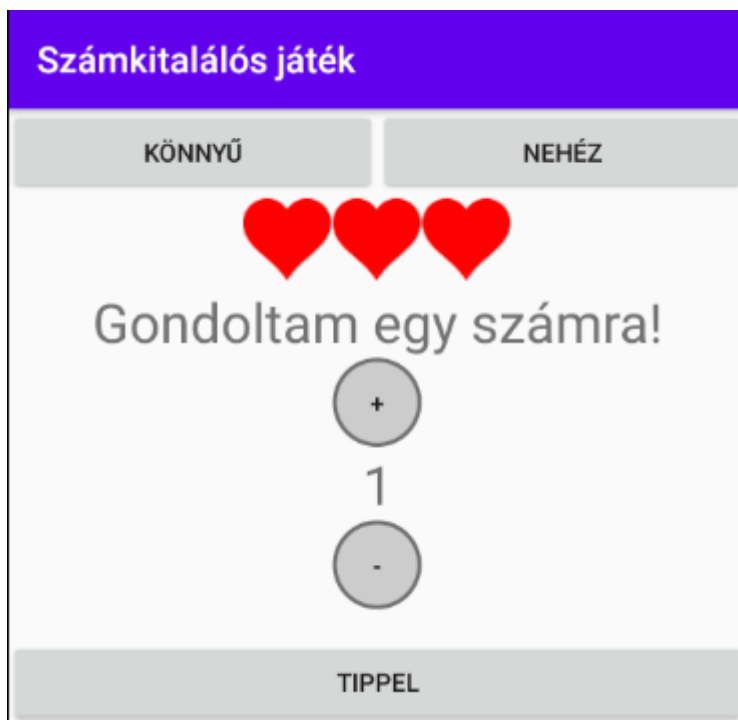 Számkitalálós játék
KÖNNYŰ NEHÉZ
Gondoltam egy számra!
+
1
-
TIPPEL